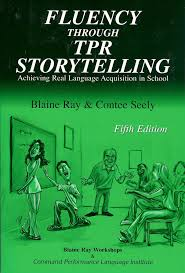 FLUENCY
THROUGH
TPR
STORYTELLING
Achieving Real Language Acquisition in School
Blaine Ray & Contee Seely
Fifth Edition
Blaine Ray Workshops
&
Command Performance Language Institute